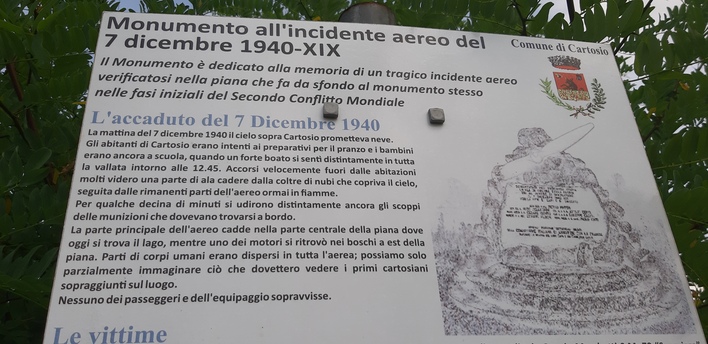 Monumento all'incidente aereo del
7 dicembre 1940-XIX
Comune di Cartosio
Il Monumento è dedicato alla memoria di un tragico incidente aereo
verificatosi nella piana che fa da sfondo al monumento stesso
nelle fasi iniziali del Secondo Conflitto Mondiale
L'accaduto del 7 Dicembre 1940
La mattina del 7 dicembre 1940 il cielo sopra Cartosio prometteva neve.
Gli abitanti di Cartosio erano intenti ai preparativi per il pranzo e i bambini
erano ancora a scuola, quando un forte boato si sentì distintamente in tutta
la vallata intorno alle 12.45. Accorsi velocemente fuori dalle abitazioni
molti videro una parte di ala cadere dalla coltre di nubi che copriva il cielo,
seguita dalle rimanenti parti dell'aereo ormai in fiamme.
Per qualche decina di minuti si udirono distintamente ancora gli scoppi
delle munizioni che dovevano trovarsi a bordo.
La parte principale dell'aereo cadde nella parte centrale della piana dove
oggi si trova il lago, mentre uno dei motori si ritrovò nei boschi a est della
piana. Parti di corpi umani erano dispersi in tutta l'aerea; possiamo solo
parzialmente immaginare ciò che dovettero vedere i primi cartosiani
sopraggiunti sul luogo.
Nessuno dei passeggeri e dell'equipaggio sopravvisse.
Le vittime